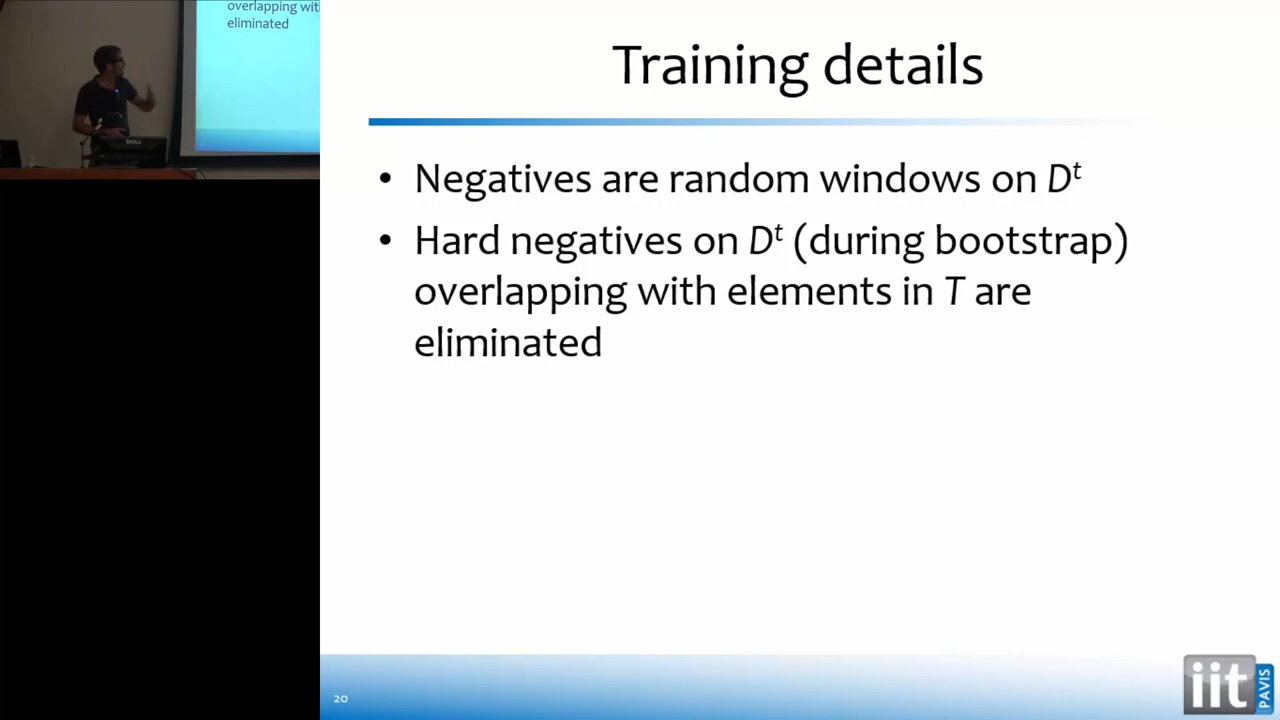 overlapping wit
eliminated
DELL
Training details
• Negatives are random windows on Dᵗ
• Hard negatives on Dᵗ (during bootstrap)
overlapping with elements in T are
eliminated
20
iit
PAVIS